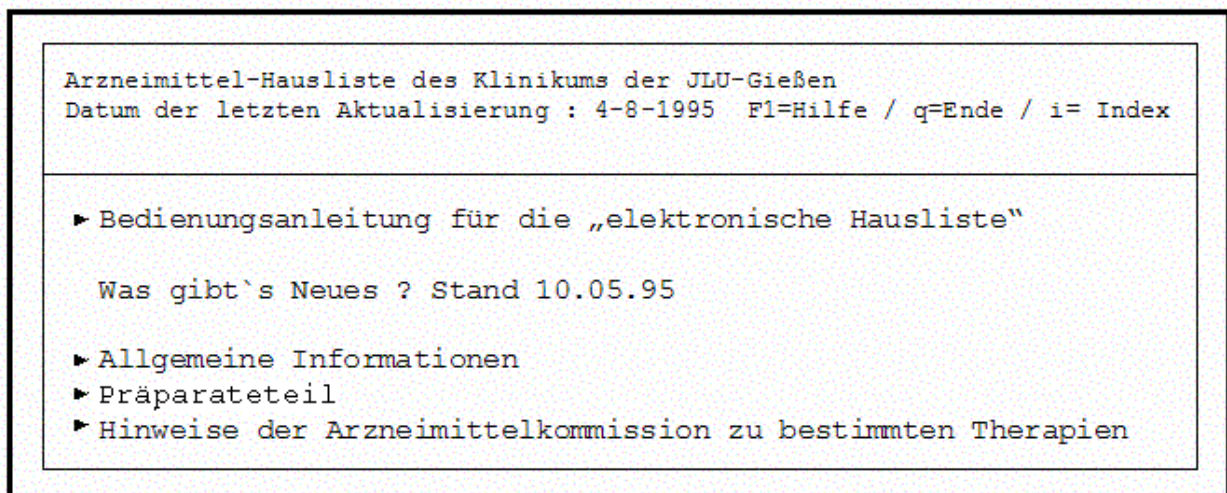 Arzneimittel-Hausliste des Klinikums der JLU-Gießen
Datum der letzten Aktualisierung : 4-8-1995 F1=Hilfe / q=Ende / i= Index
►Bedienungsanleitung für die „elektronische Hausliste“
Was gibt`s Neues ? Stand 10.05.95
►Allgemeine Informationen
►Präparateteil
►Hinweise der Arzneimittelkommission zu bestimmten Therapien